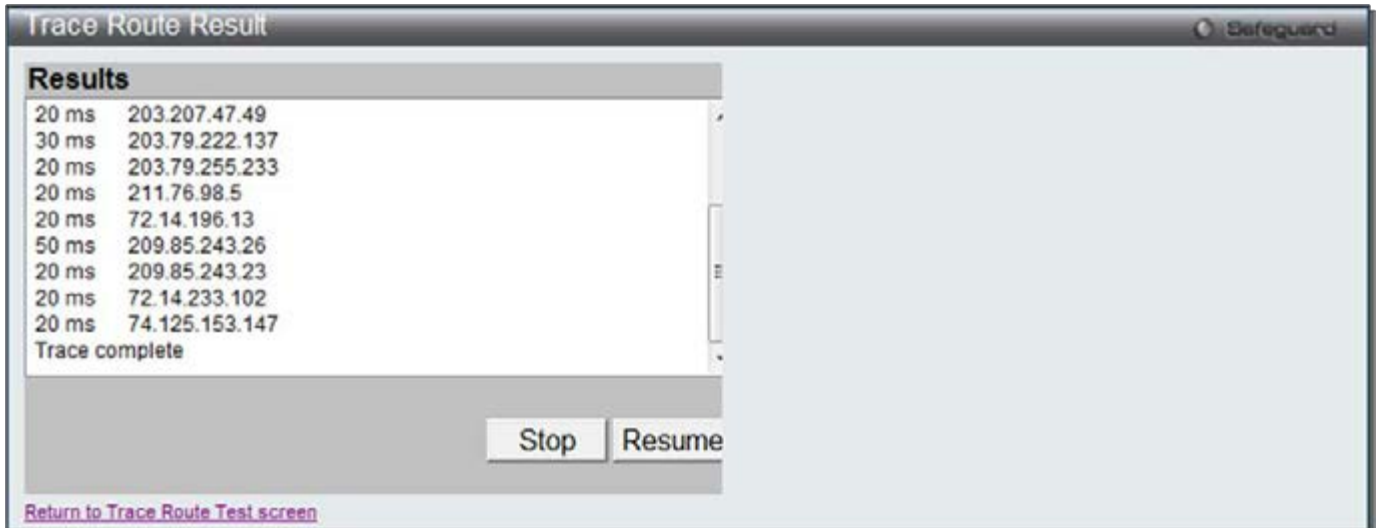 Trace Route Result
Safeguard
Results
20 ms 203.207.47.49
30 ms 203.79.222.137
20 ms 203.79.255.233
20 ms 211.76.98.5
20 ms 72.14.196.13
50 ms 209.85.243.26
20 ms 209.85.243.23
20 ms 72.14.233.102
20 ms 74.125.153.147
Trace complete
Stop
Resume
Return to Trace Route Test screen